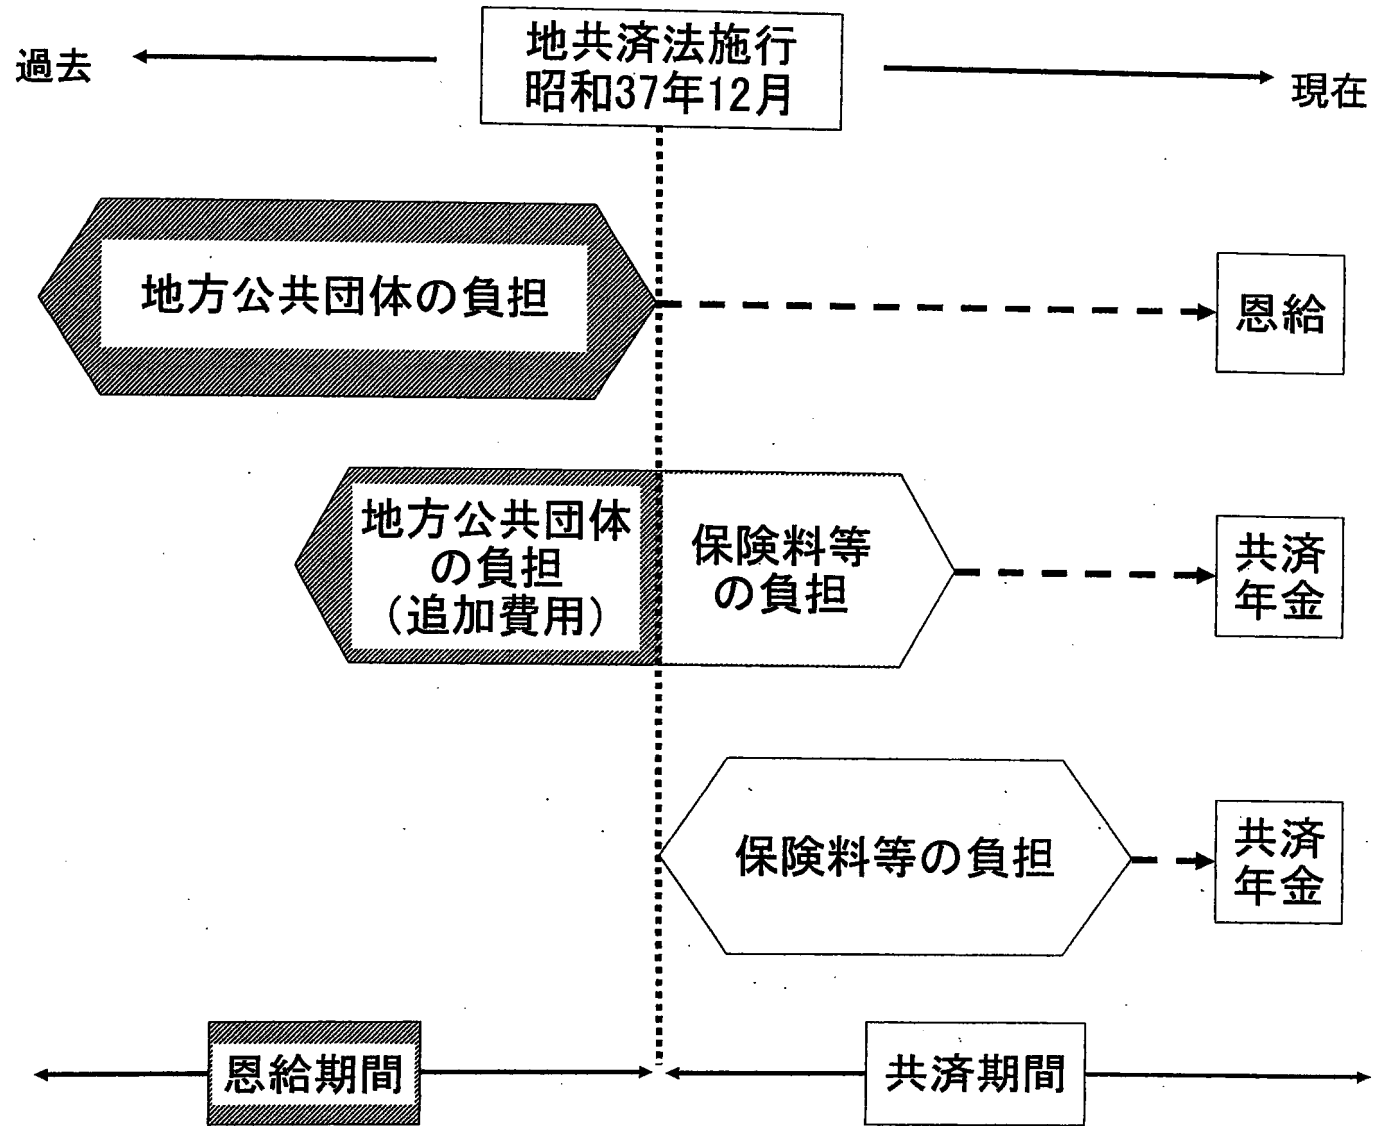 過去
地共済法施行
昭和37年12月
現在
地方公共団体の負担
恩給
地方公共団体
の負担
（追加費用）
保険料等
の負担
共済
年金
保険料等の負担
共済
年金
恩給期間
共済期間